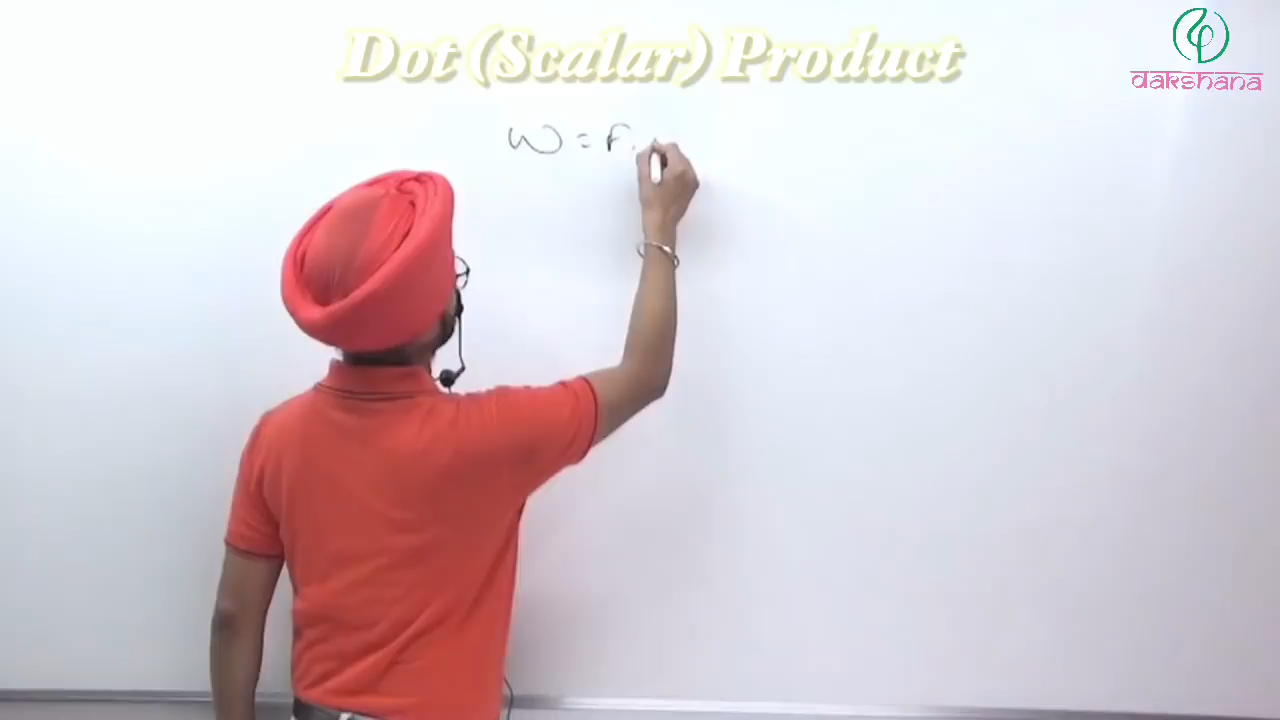 Dot (Scalar) Product
dakshana
W = F.